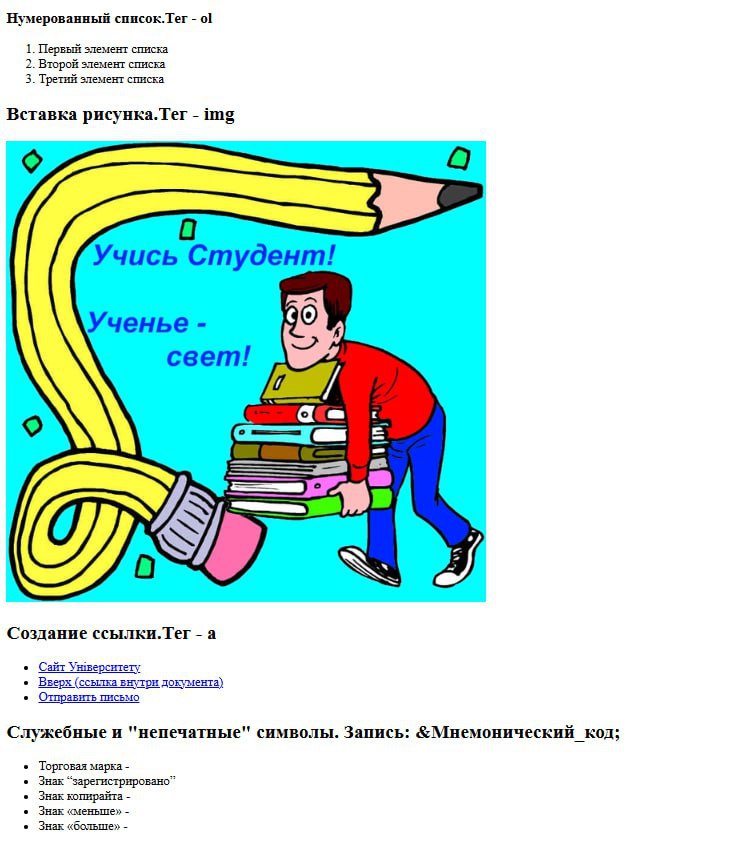 Нумерованный список.Тег - ol
1. Первый элемент списка
2. Второй элемент списка
3. Третий элемент списка
Вставка рисунка.Тег - img
Учись Студент!
Ученье -
свет!
Создание ссылки.Тег - a
• Сайт Університету
• Вверх (ссылка внутри документа)
• Отправить письмо
Служебные и "непечатные" символы. Запись: &Мнемонический_код;
• Торговая марка -
• Знак “зарегистрировано”
• Знак копирайта -
• Знак «меньше» -
• Знак «больше» -